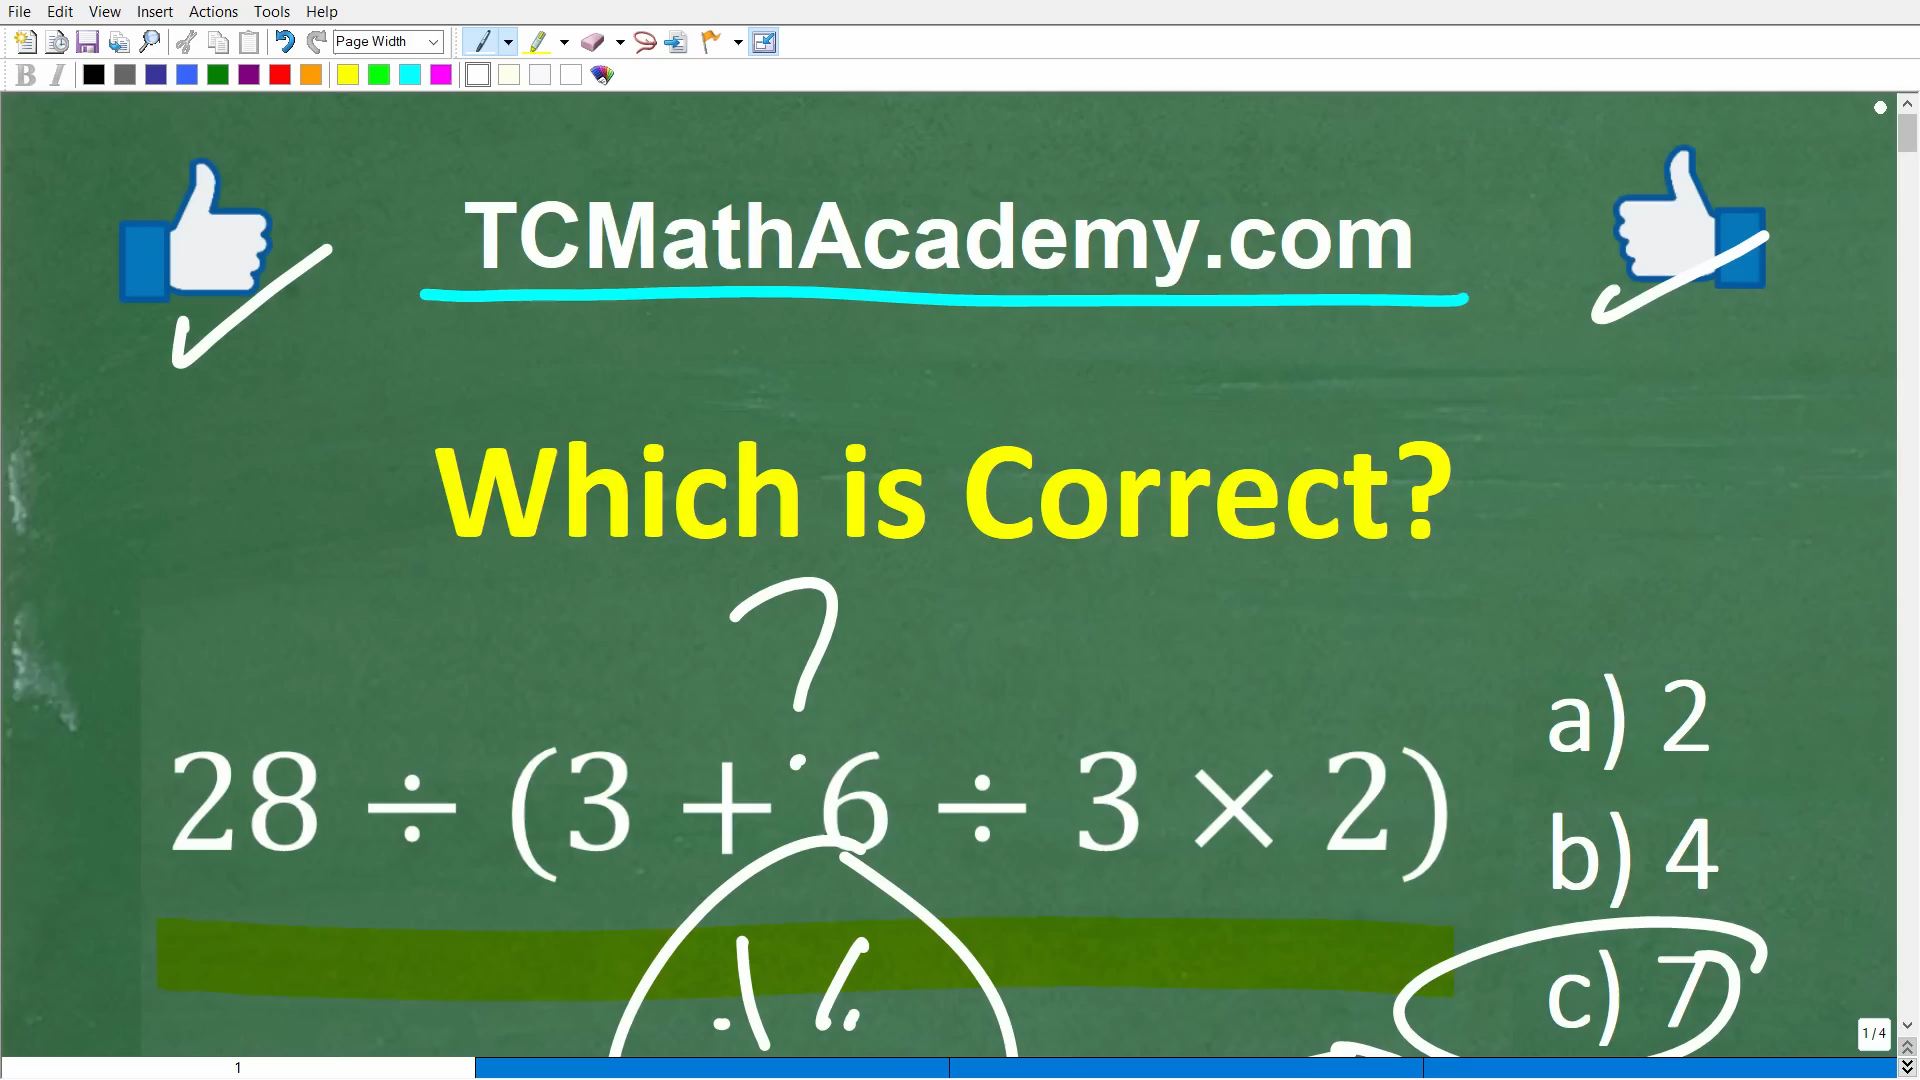 File Edit View Insert Actions Tools Help
Page Width
B I
TCMathAcademy.com
Which is Correct?
?
28 ÷ (3 + 6 ÷ 3 × 2)
a) 2
b) 4
c) 7
1 / 4
1